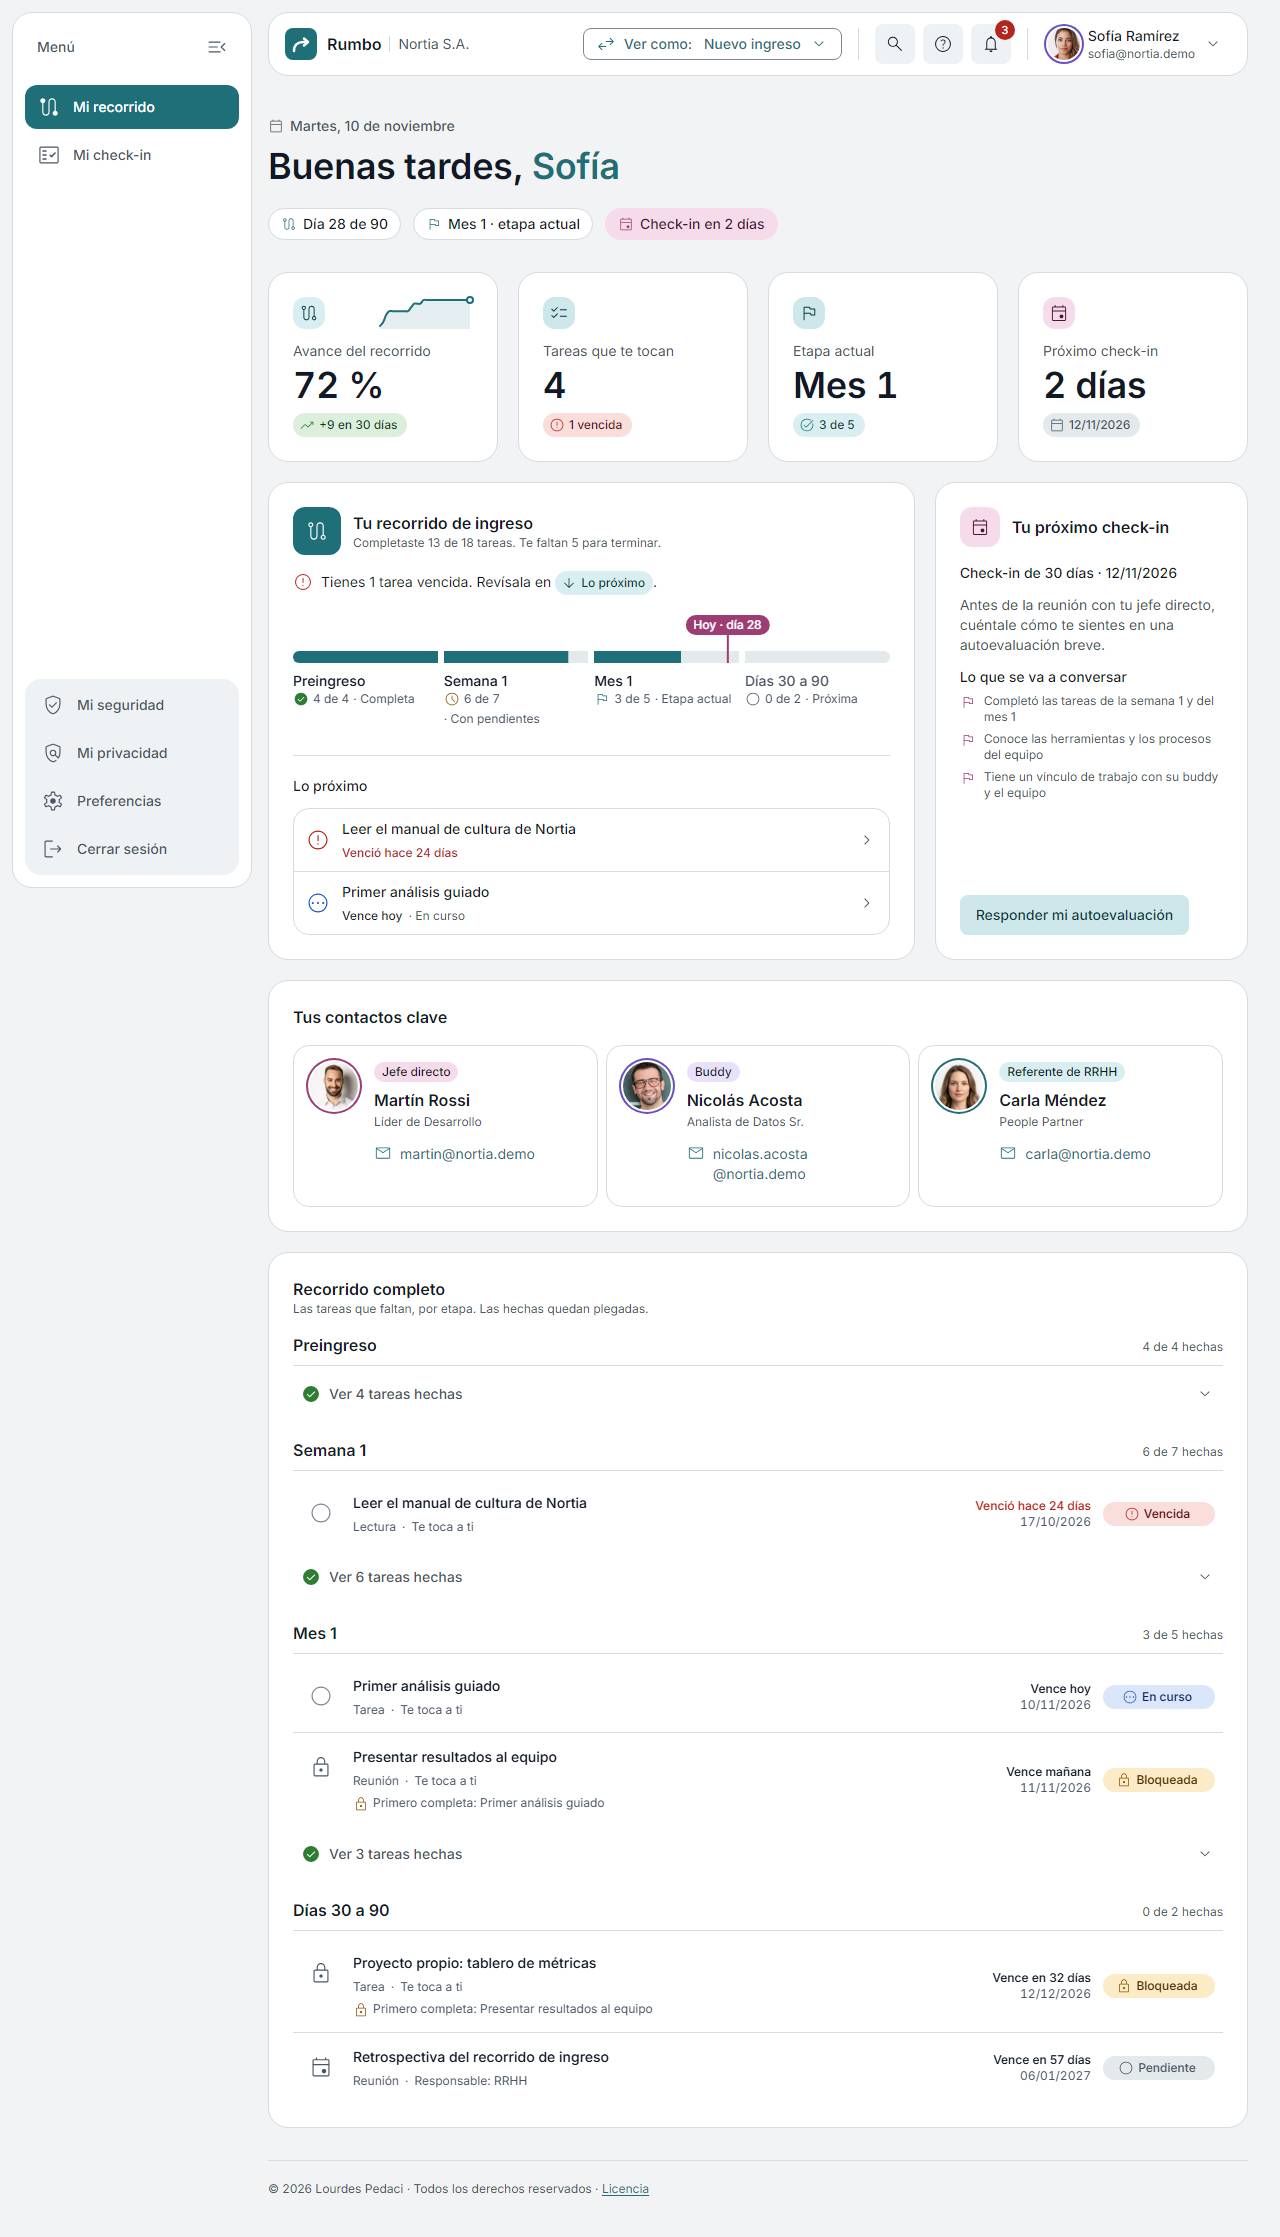 Menú
Mi recorrido
Mi check-in
Mi seguridad
Mi privacidad
Preferencias
Cerrar sesión
Rumbo
Nortia S.A.
Ver como: Nuevo ingreso
3
Sofía Ramírez
sofia@nortia.demo
Martes, 10 de noviembre
Buenas tardes, Sofía
Día 28 de 90
Mes 1 · etapa actual
Check-in en 2 días
Avance del recorrido
72 %
+9 en 30 días
Tareas que te tocan
4
1 vencida
Etapa actual
Mes 1
3 de 5
Próximo check-in
2 días
12/11/2026
Tu recorrido de ingreso
Completaste 13 de 18 tareas. Te faltan 5 para terminar.
Tienes 1 tarea vencida. Revísala en Lo próximo.
Hoy · día 28
Preingreso
4 de 4 · Completa
Semana 1
6 de 7
· Con pendientes
Mes 1
3 de 5 · Etapa actual
Días 30 a 90
0 de 2 · Próxima
Lo próximo
Leer el manual de cultura de Nortia
Venció hace 24 días
Primer análisis guiado
Vence hoy · En curso
Tu próximo check-in
Check-in de 30 días · 12/11/2026
Antes de la reunión con tu jefe directo,
cuéntale cómo te sientes en una
autoevaluación breve.
Lo que se va a conversar
Completó las tareas de la semana 1 y del
mes 1
Conoce las herramientas y los procesos
del equipo
Tiene un vínculo de trabajo con su buddy
y el equipo
Responder mi autoevaluación
Tus contactos clave
Jefe directo
Martín Rossi
Líder de Desarrollo
martin@nortia.demo
Buddy
Nicolás Acosta
Analista de Datos Sr.
nicolas.acosta
@nortia.demo
Referente de RRHH
Carla Méndez
People Partner
carla@nortia.demo
Recorrido completo
Las tareas que faltan, por etapa. Las hechas quedan plegadas.
Preingreso
4 de 4 hechas
Ver 4 tareas hechas
Semana 1
6 de 7 hechas
Leer el manual de cultura de Nortia
Lectura · Te toca a ti
Venció hace 24 días
17/10/2026
Vencida
Ver 6 tareas hechas
Mes 1
3 de 5 hechas
Primer análisis guiado
Tarea · Te toca a ti
Vence hoy
10/11/2026
En curso
Presentar resultados al equipo
Reunión · Te toca a ti
Primero completa: Primer análisis guiado
Vence mañana
11/11/2026
Bloqueada
Ver 3 tareas hechas
Días 30 a 90
0 de 2 hechas
Proyecto propio: tablero de métricas
Tarea · Te toca a ti
Primero completa: Presentar resultados al equipo
Vence en 32 días
12/12/2026
Bloqueada
Retrospectiva del recorrido de ingreso
Reunión · Responsable: RRHH
Vence en 57 días
06/01/2027
Pendiente
© 2026 Lourdes Pedaci · Todos los derechos reservados · Licencia